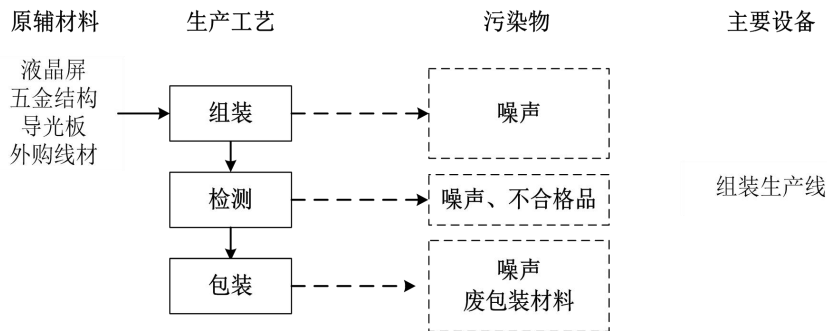 原辅材料 生产工艺 污染物 主要设备
液晶屏
五金结构
导光板
外购线材
组装
噪声
检测
噪声、不合格品
组装生产线
包装
噪声
废包装材料